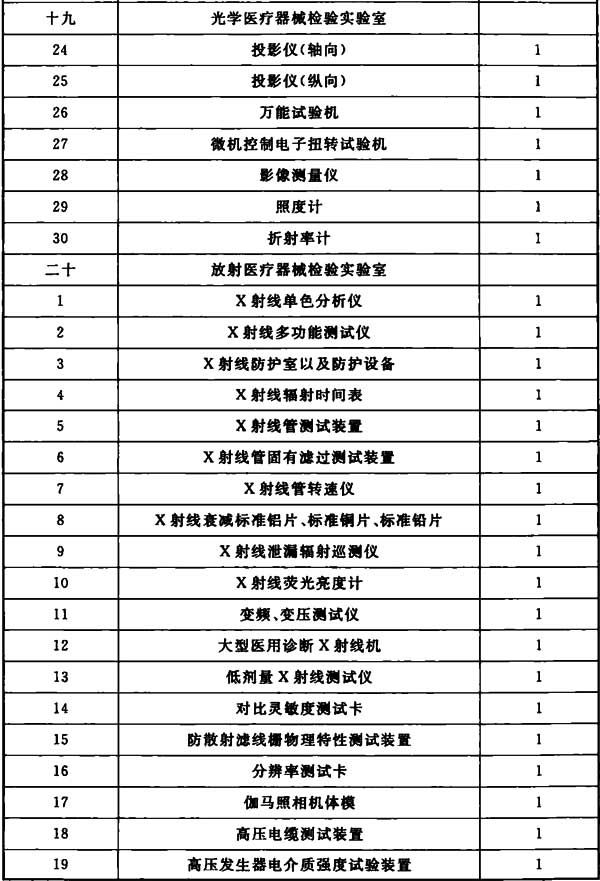 十九 光学医疗器械检验实验室
24 投影仪(轴向) 1
25 投影仪(纵向) 1
26 万能试验机 1
27 微机控制电子扭转试验机 1
28 影像测量仪 1
29 照度计 1
30 折射率计 1
二十 放射医疗器械检验实验室
1 X射线单色分析仪 1
2 X射线多功能测试仪 1
3 X射线防护室以及防护设备 1
4 X射线辐射时间表 1
5 X射线管测试装置 1
6 X射线管固有滤过测试装置 1
7 X射线管转速仪 1
8 X射线衰减标准铝片、标准铜片、标准铅片 1
9 X射线泄漏辐射巡测仪 1
10 X射线荧光亮度计 1
11 变频、变压测试仪 1
12 大型医用诊断X射线机 1
13 低剂量X射线测试仪 1
14 对比灵敏度测试卡 1
15 防散射滤线栅物理特性测试装置 1
16 分辨率测试卡 1
17 伽马照相机体模 1
18 高压电缆测试装置 1
19 高压发生器电介质强度试验装置 1